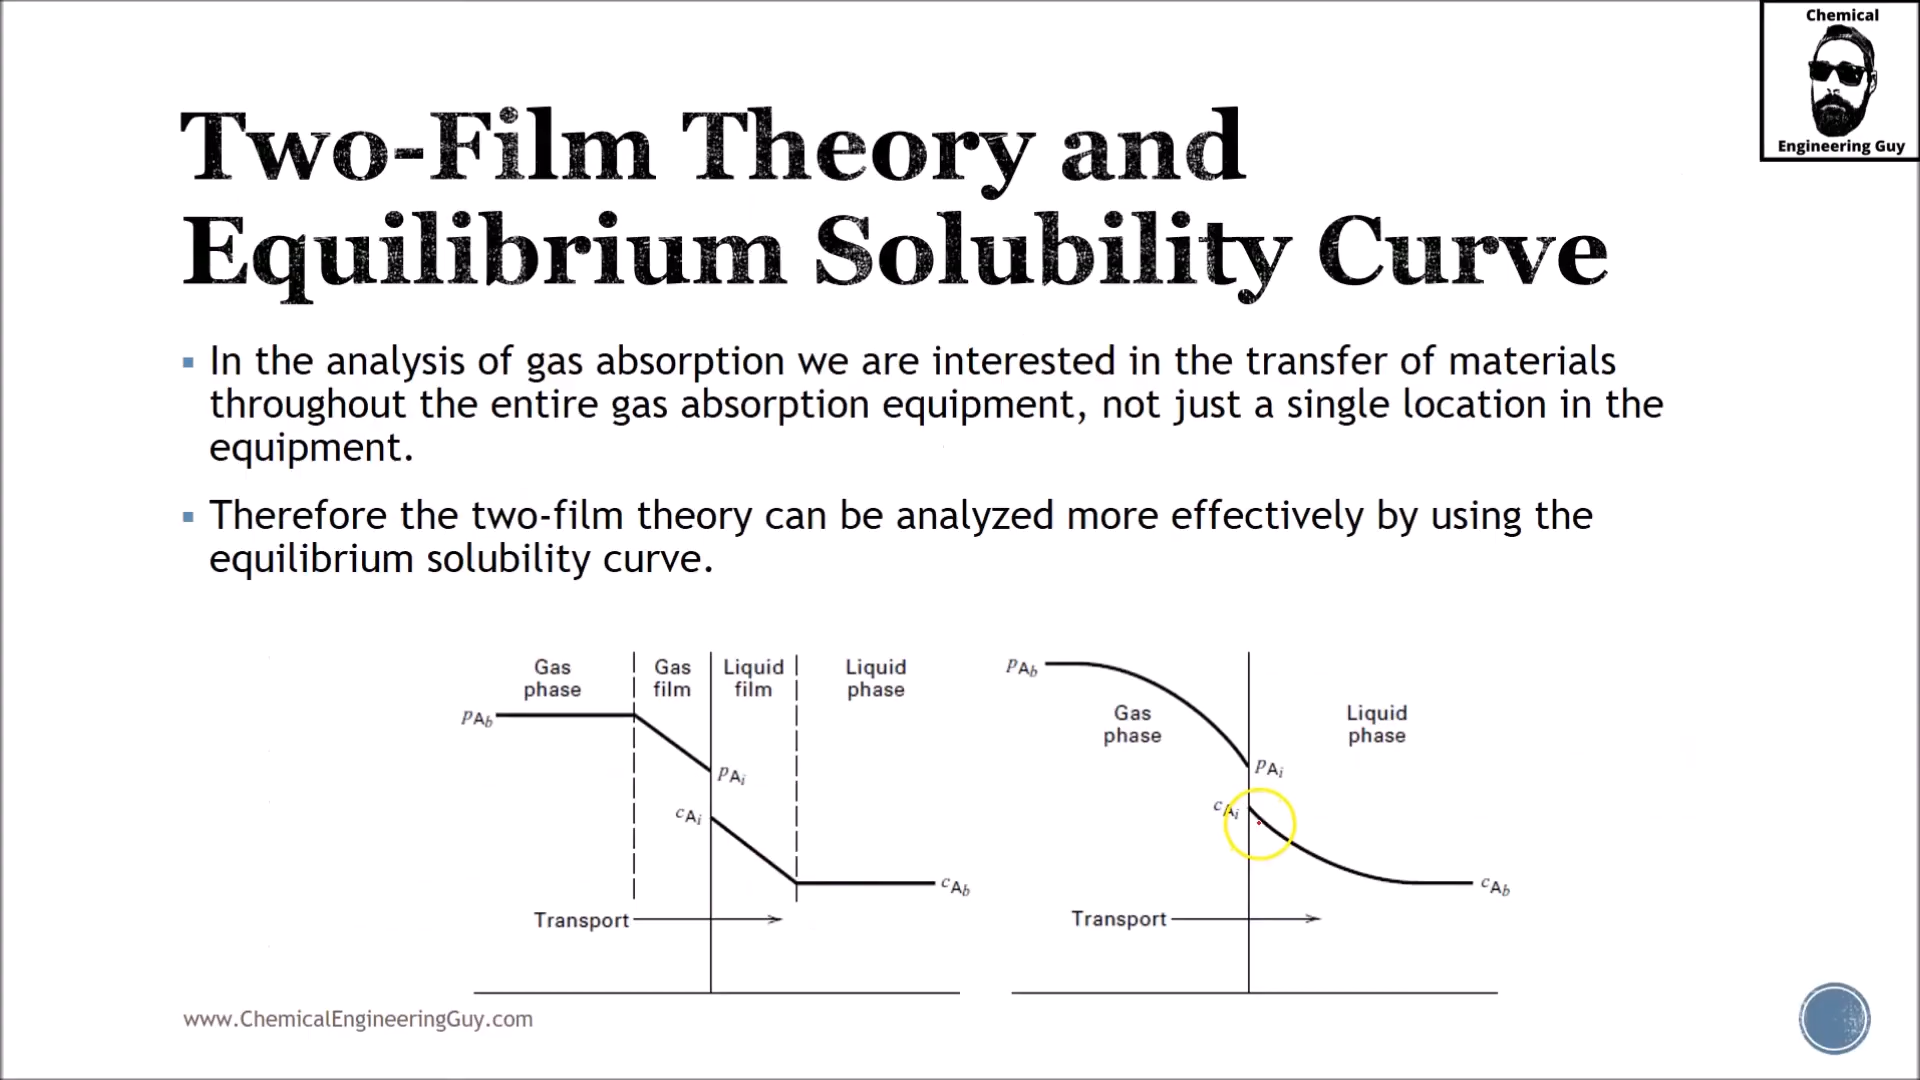 Chemical
Engineering Guy
Two-Film Theory and
Equilibrium Solubility Curve
▪ In the analysis of gas absorption we are interested in the transfer of materials
throughout the entire gas absorption equipment, not just a single location in the
equipment.
▪ Therefore the two-film theory can be analyzed more effectively by using the
equilibrium solubility curve.
Gas phase
Gas film
Liquid film
Liquid phase
pAb
pAi
cAi
cAb
Transport
pAb
Gas phase
Liquid phase
pAi
cAi
cAb
Transport
www.ChemicalEngineeringGuy.com